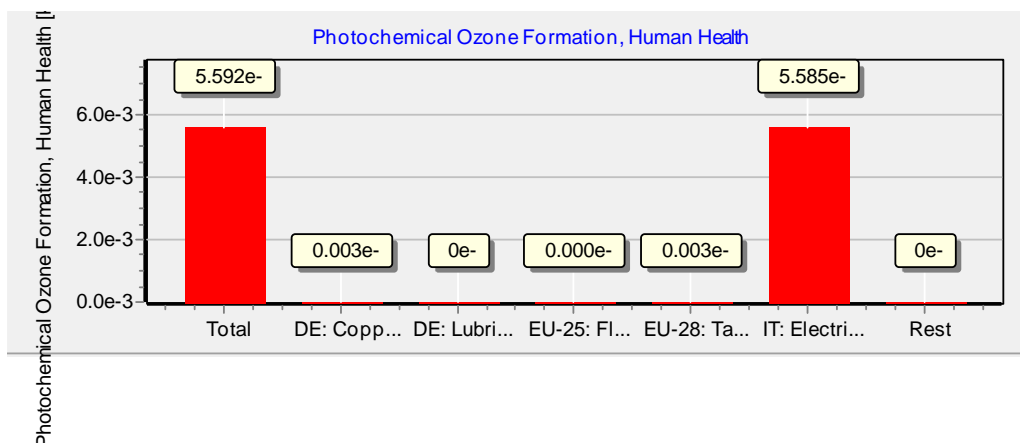 Photochemical Ozone Formation, Human Health
Photochemical Ozone Formation, Human Health [
5.592e-
5.585e-
6.0e-3
4.0e-3
2.0e-3
0.003e-
0e-
0.000e-
0.003e-
0e-
0.0e-3
Total
DE: Copp...
DE: Lubri...
EU-25: Fl...
EU-28: Ta...
IT: Electri...
Rest